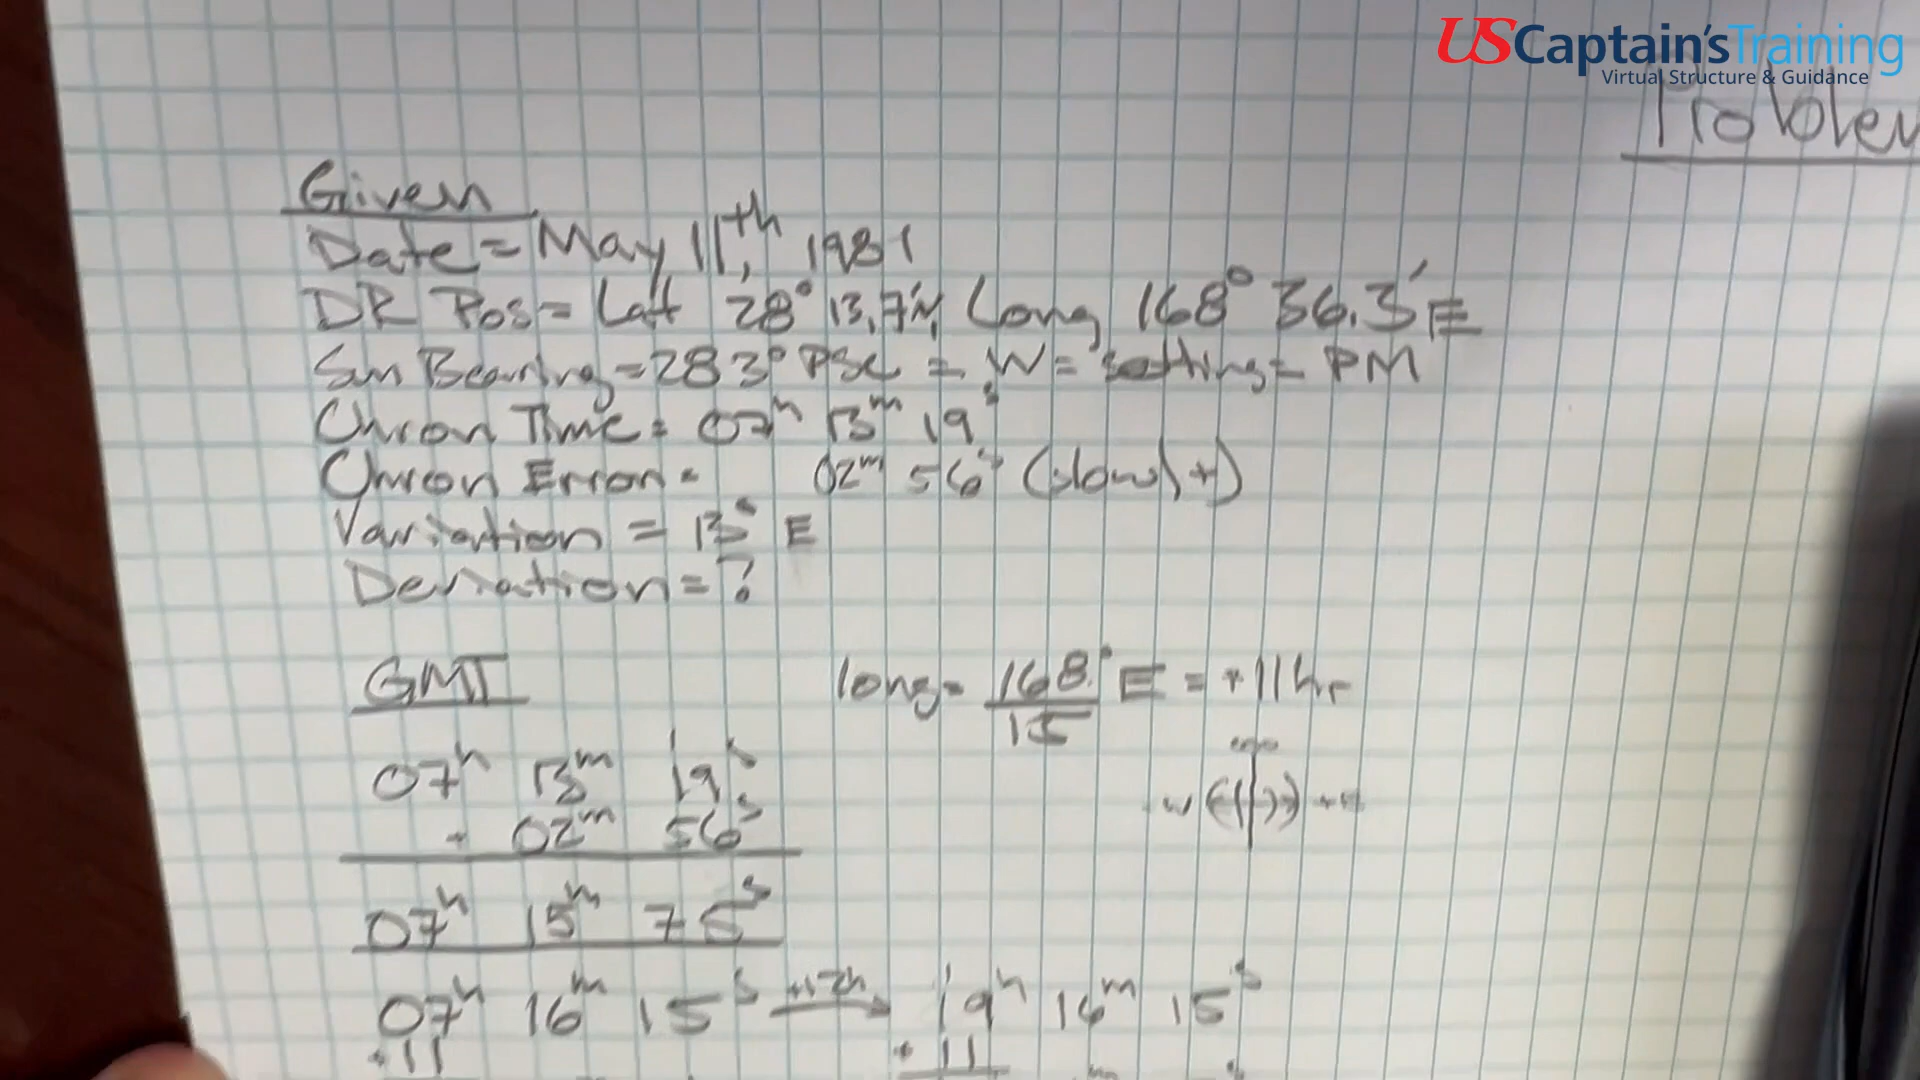 USCaptain'sTraining
Virtual Structure & Guidance
Problem
Given
Date = May 11th, 1981
DR Pos = Latt 28° 13.7'N, Long 168° 36.3' E
Sun Bearing = 283° PSC = W = setting = PM
Chron Time = 07h 13m 19s
Chron Error = 02m 56s (slow) +)
Variation = 13° E
Deviation = ?
GMT
long = 168° E = +11 hr
15
07h 13m 19s
02m 56s
07h 15m 75s
07h 16m 15s +12h → 19h 16m 15s
+11 +11